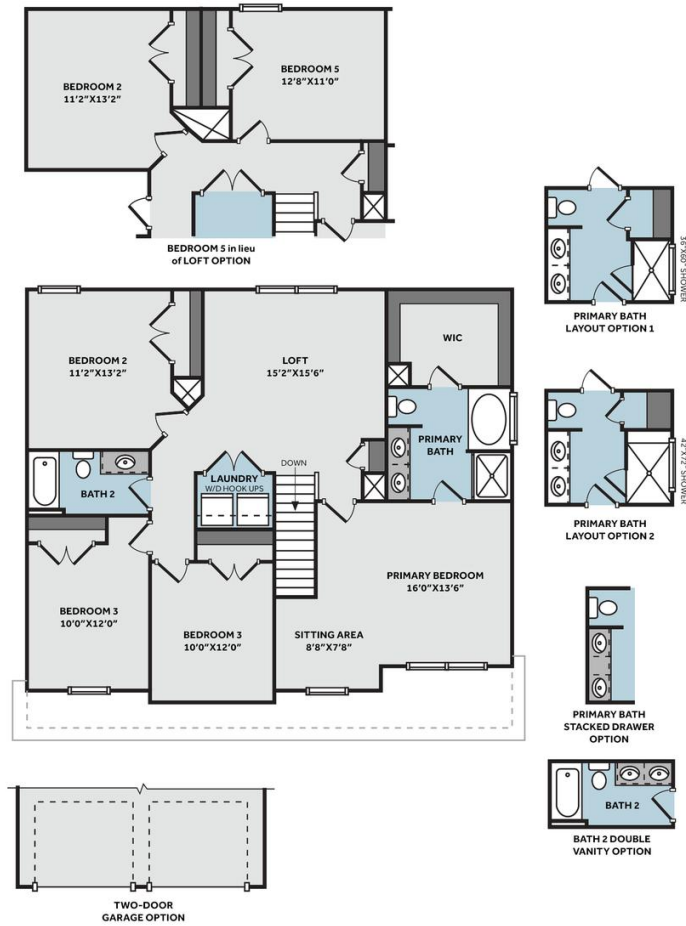 BEDROOM 2
11'2"X13'2"
BEDROOM 5
12'8"X11'0"
BEDROOM 5 in lieu
of LOFT OPTION
36"X60" SHOWER
PRIMARY BATH
LAYOUT OPTION 1
BEDROOM 2
11'2"X13'2"
LOFT
15'2"X15'6"
WIC
PRIMARY
BATH
BATH 2
LAUNDRY
W/D HOOK UPS
DOWN
42"X72" SHOWER
PRIMARY BATH
LAYOUT OPTION 2
BEDROOM 3
10'0"X12'0"
BEDROOM 3
10'0"X12'0"
PRIMARY BEDROOM
16'0"X13'6"
SITTING AREA
8'8"X7'8"
PRIMARY BATH
STACKED DRAWER
OPTION
BATH 2
BATH 2 DOUBLE
VANITY OPTION
TWO-DOOR
GARAGE OPTION